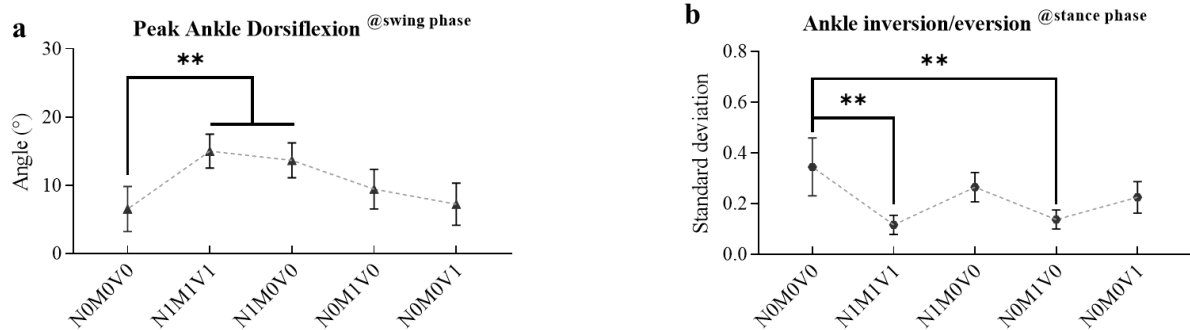 a
Peak Ankle Dorsiflexion @swing phase
30
20
10
0
Angle (°)
**
N0M0V0
N1M1V1
N1M0V0
N0M1V0
N0M0V1
b
Ankle inversion/eversion @stance phase
0.8
0.6
0.4
0.2
0.0
Standard deviation
**
**
N0M0V0
N1M1V1
N1M0V0
N0M1V0
N0M0V1